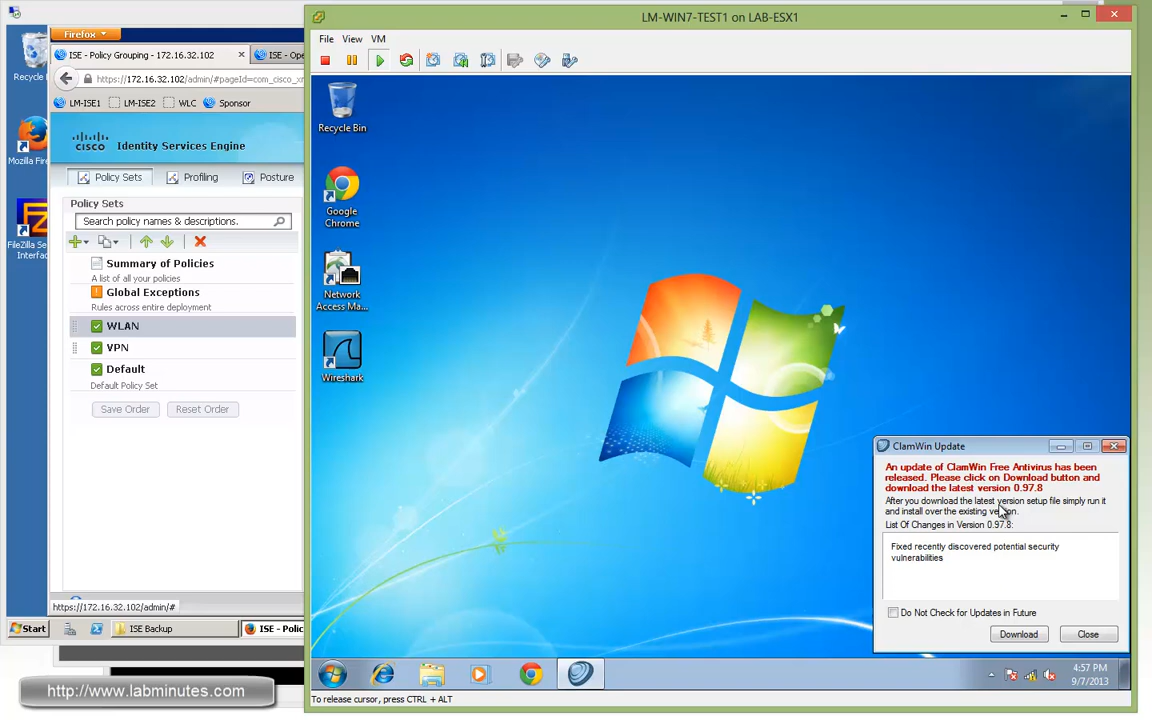 Recycle
Mozilla Fire
FileZilla Se
Interfac
Firefox
ISE - Policy Grouping - 172.16.32.102
ISE - Ope
https://172.16.32.102/admin/#pageId=com_cisco_xm
LM-ISE1
LM-ISE2
WLC
Sponsor
CISCO Identity Services Engine
Policy Sets
Profiling
Posture
Policy Sets
Search policy names & descriptions.
Summary of Policies
A list of all your policies
Global Exceptions
Rules across entire deployment
WLAN
VPN
Default
Default Policy Set
Save Order
Reset Order
https://172.16.32.102/admin/#
Start
ISE Backup
ISE - Polic
http://www.labminutes.com
LM-WIN7-TEST1 on LAB-ESX1
File View VM
Recycle Bin
Google
Chrome
Network
Access Ma...
Wireshark
ClamWin Update
An update of ClamWin Free Antivirus has been
released. Please click on Download button and
download the latest version 0.97.8
After you download the latest version setup file simply run it
and install over the existing version.
List Of Changes in Version 0.97.8:
Fixed recently discovered potential security
vulnerabilities
Do Not Check for Updates in Future
Download
Close
4:57 PM
9/7/2013
To release cursor, press CTRL + ALT